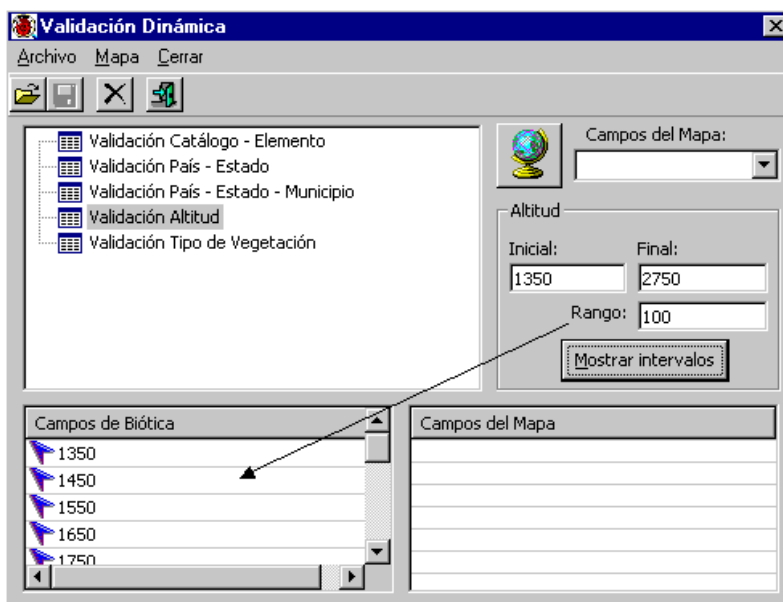 Validación Dinámica
Archivo Mapa Cerrar
Validación Catálogo - Elemento
Validación País - Estado
Validación País - Estado - Municipio
Validación Altitud
Validación Tipo de Vegetación
Campos del Mapa:
Altitud
Inicial: Final:
1350 2750
Rango: 100
Mostrar intervalos
Campos de Biótica
1350
1450
1550
1650
1750
Campos del Mapa